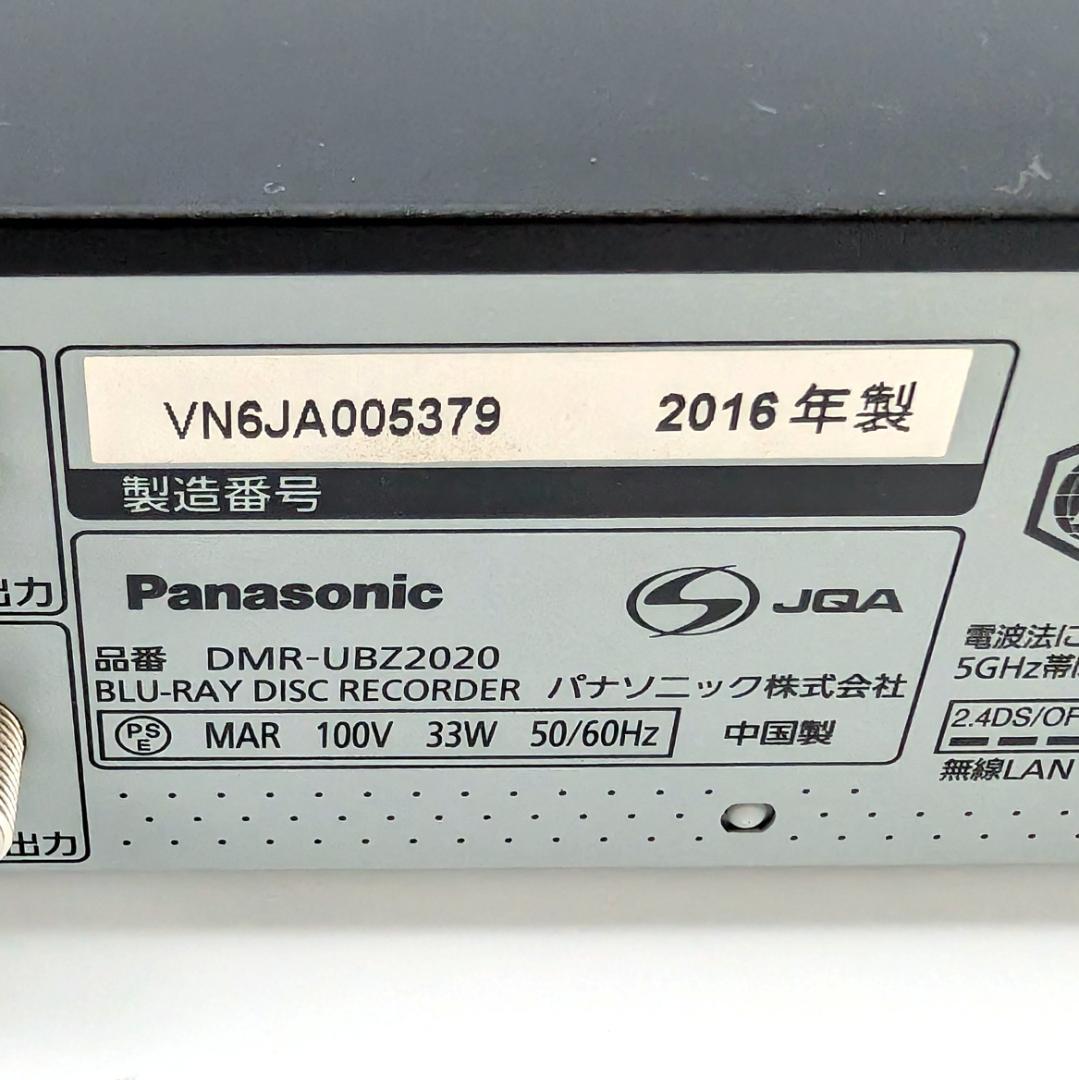 VN6JA005379 2016年製
製造番号
出力
Panasonic JQA
品番 DMR-UBZ2020
BLU-RAY DISC RECORDER パナソニック株式会社
PSE MAR 100V 33W 50/60Hz 中国製
電波法に
5GHz帯
2.4DS/OF
無線LAN
出力